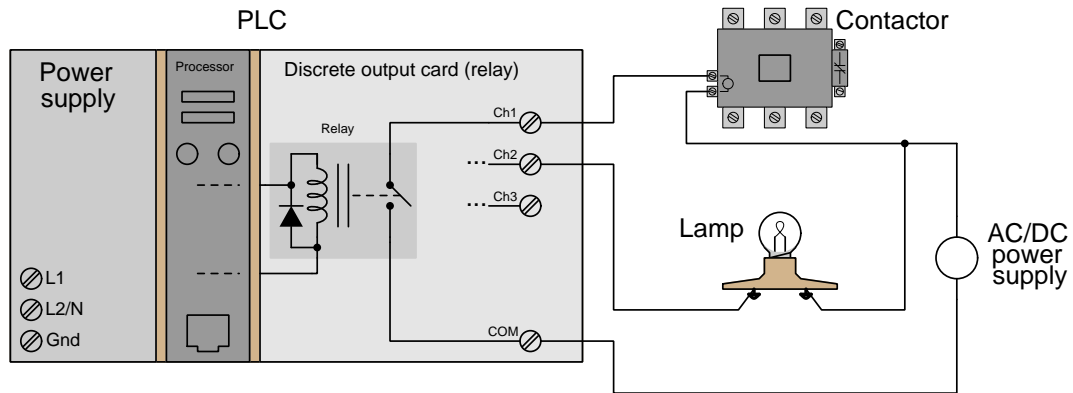 PLC
Contactor
Power
supply
Processor
Discrete output card (relay)
Relay
Ch1
Ch2
Ch3
Lamp
AC/DC
power
supply
L1
L2/N
Gnd
COM